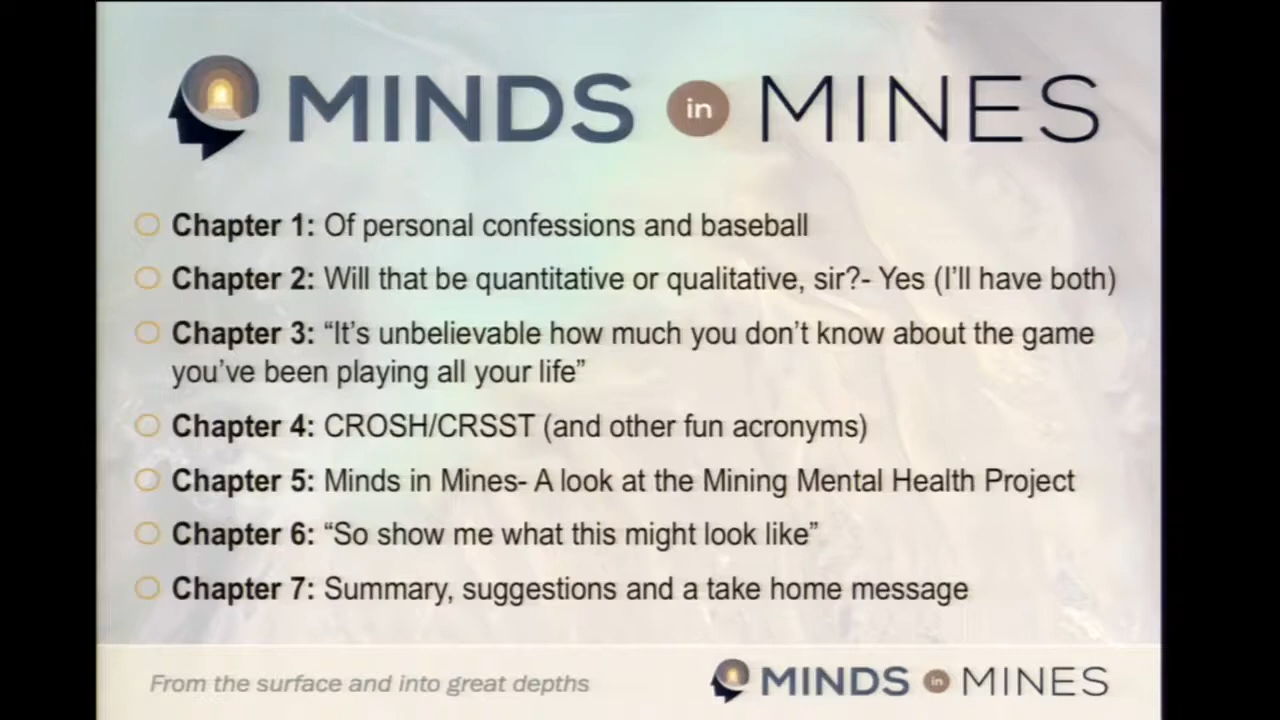 MINDS in MINES
Chapter 1: Of personal confessions and baseball
Chapter 2: Will that be quantitative or qualitative, sir?- Yes (I'll have both)
Chapter 3: “It's unbelievable how much you don't know about the game
you've been playing all your life”
Chapter 4: CROSH/CRSST (and other fun acronyms)
Chapter 5: Minds in Mines- A look at the Mining Mental Health Project
Chapter 6: “So show me what this might look like”
Chapter 7: Summary, suggestions and a take home message
From the surface and into great depths
MINDS in MINES